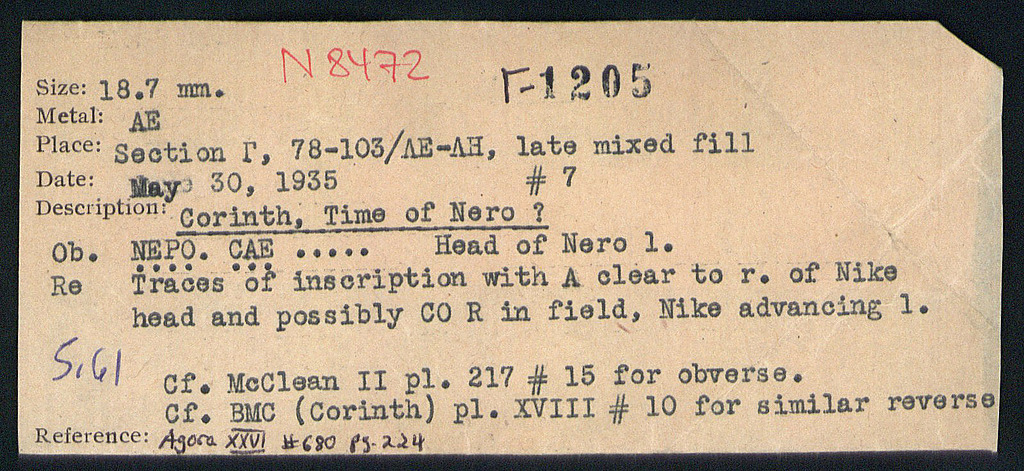 N 8472
Γ-1205
Size: 18.7 mm.
Metal: AE
Place: Section Γ, 78-103/ΛΕ-ΛΗ, late mixed fill
Date: May 30, 1935 # 7
Description: Corinth, Time of Nero ?
Ob. NEPO. CAE ..... Head of Nero l.
Re Traces of inscription with A clear to r. of Nike
head and possibly CO R in field, Nike advancing l.
5.61
Cf. McClean II pl. 217 # 15 for obverse.
Cf. BMC (Corinth) pl. XVIII # 10 for similar reverse
Reference: Agora XXVI #680 pg. 224